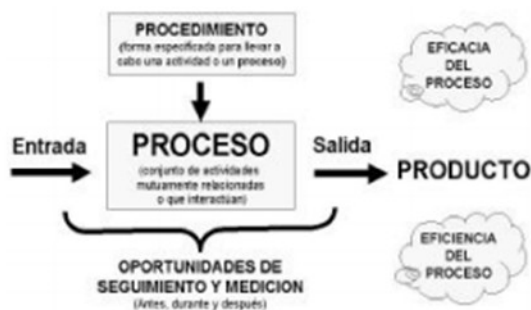 PROCEDIMIENTO
(forma especificada para llevar a
cabo una actividad o un proceso)
EFICACIA
DEL
PROCESO
Entrada
PROCESO
(conjunto de actividades
mutuamente relacionadas
o que interactúan)
Salida
PRODUCTO
OPORTUNIDADES DE
SEGUIMIENTO Y MEDICION
(Antes, durante y después)
EFICIENCIA
DEL
PROCESO